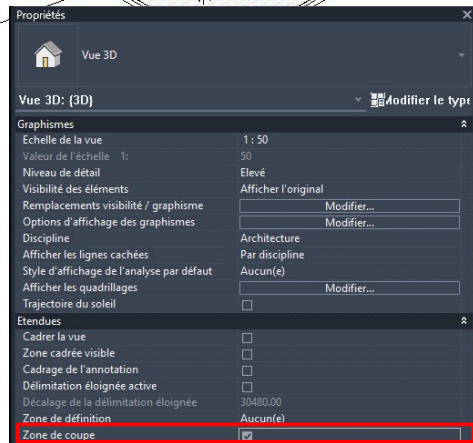 Propriétés
Vue 3D
Vue 3D: {3D}
Modifier le type
Graphismes
Echelle de la vue 1 : 50
Valeur de l'échelle 1: 50
Niveau de détail Elevé
Visibilité des éléments Afficher l'original
Remplacements visibilité / graphisme Modifier...
Options d'affichage des graphismes Modifier...
Discipline Architecture
Afficher les lignes cachées Par discipline
Style d'affichage de l'analyse par défaut Aucun(e)
Afficher les quadrillages Modifier...
Trajectoire du soleil
Etendues
Cadrer la vue
Zone cadrée visible
Cadrage de l'annotation
Délimitation éloignée active
Décalage de la délimitation éloignée 30480.00
Zone de définition Aucun(e)
Zone de coupe